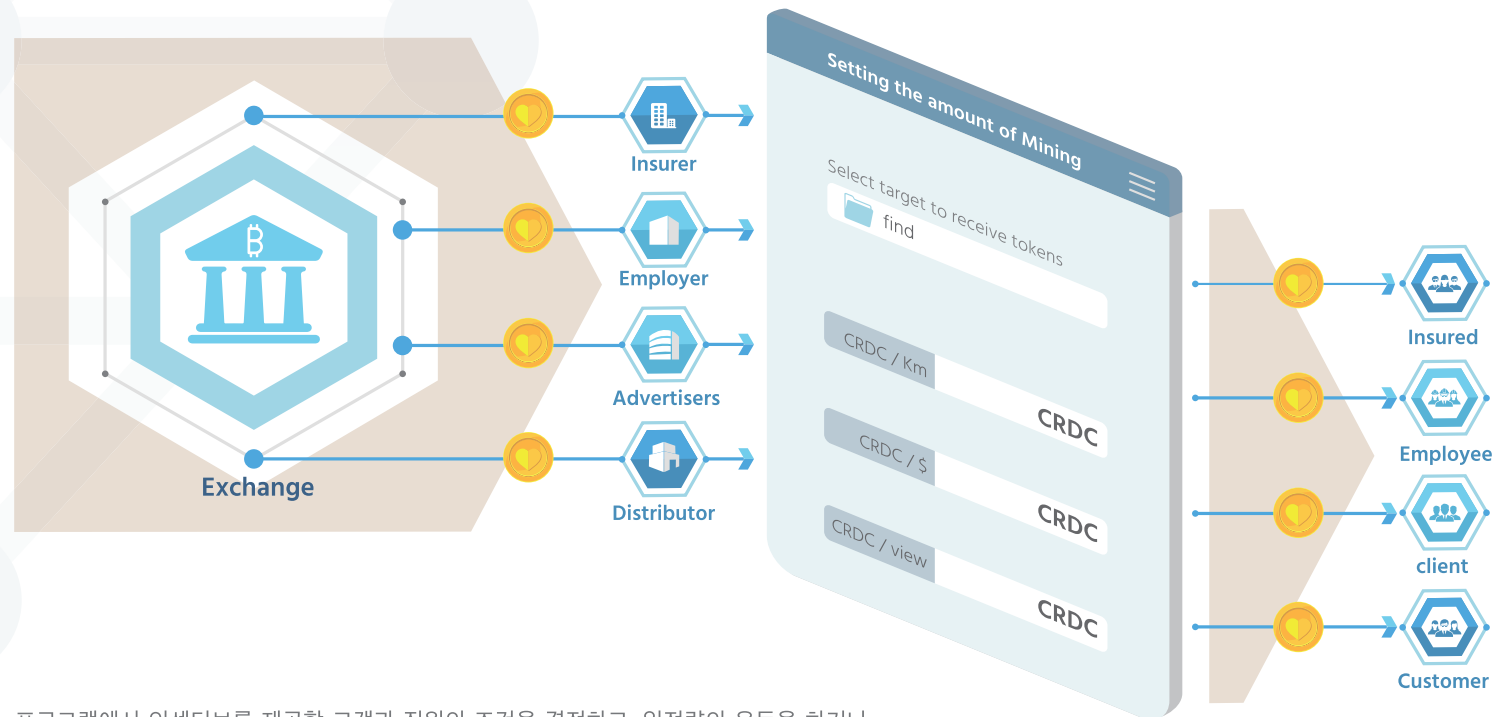 Exchange
Insurer
Employer
Advertisers
Distributor
Setting the amount of Mining
Select target to receive tokens
find
CRDC / Km
CRDC
CRDC / $
CRDC
CRDC / view
CRDC
Insured
Employee
client
Customer